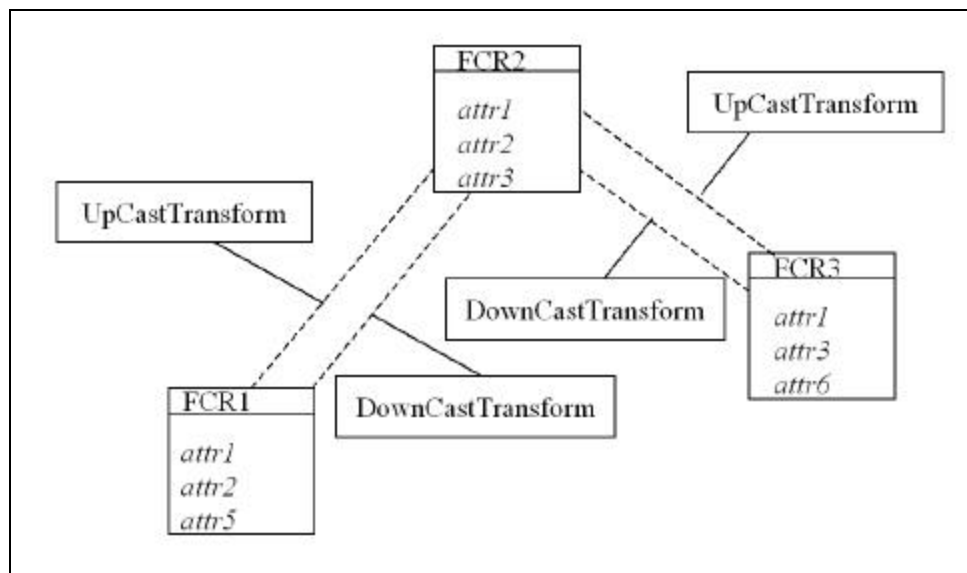 FCR2
attr1
attr2
attr3
UpCastTransform
UpCastTransform
FCR3
attr1
attr3
attr6
DownCastTransform
FCR1
attr1
attr2
attr5
DownCastTransform